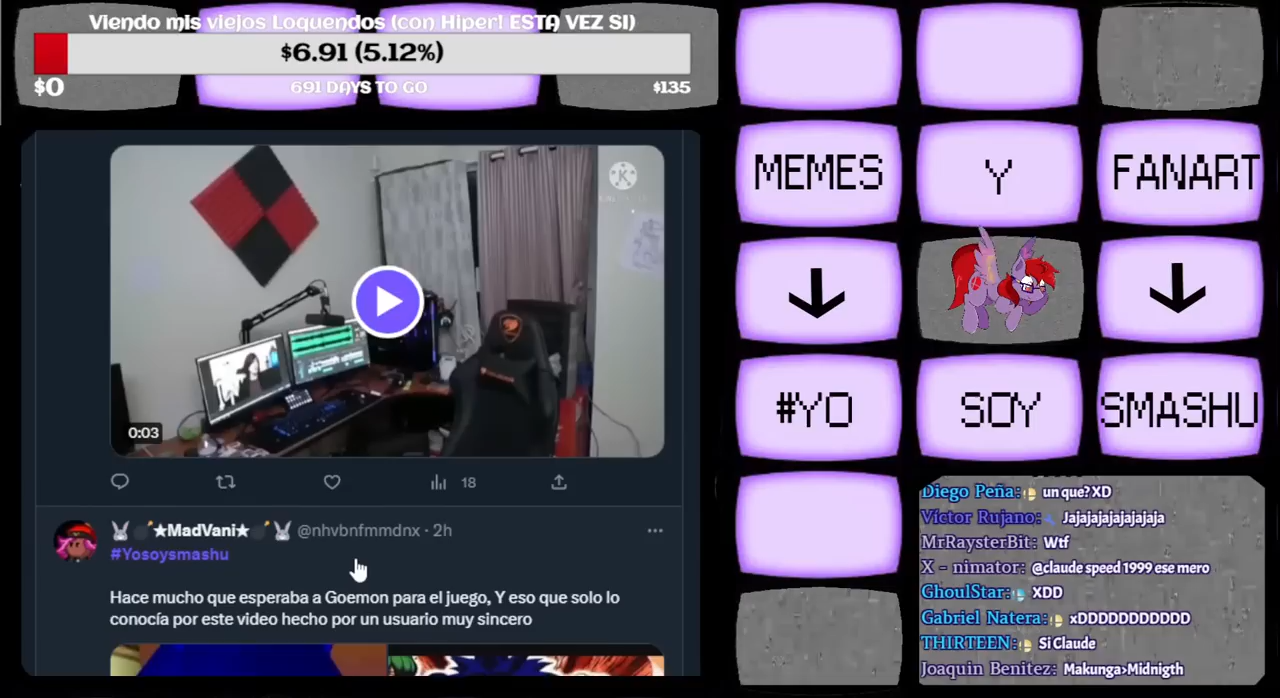 Viendo mis viejos Loquendos (con Hiper! ESTA VEZ SI)
$6.91 (5.12%)
$0
691 DAYS TO GO
$135
0:03
18
★MadVani★ @nhvbnfmmdnx · 2h
#Yosoysmashu
Hace mucho que esperaba a Goemon para el juego, Y eso que solo lo
conocía por este video hecho por un usuario muy sincero
MEMES Y FANART
#YO SOY SMASHU
Diego Peña: un que? XD
Victor Rujano: Jajajajajajajaja
MrRaysterBit: Wtf
X - nimator: @claude speed 1999 ese mero
GhoulStar: XDD
Gabriel Natera: xDDDDDDDDDDD
THIRTEEN: Si Claude
Joaquin Benitez: Makunga>Midnigth